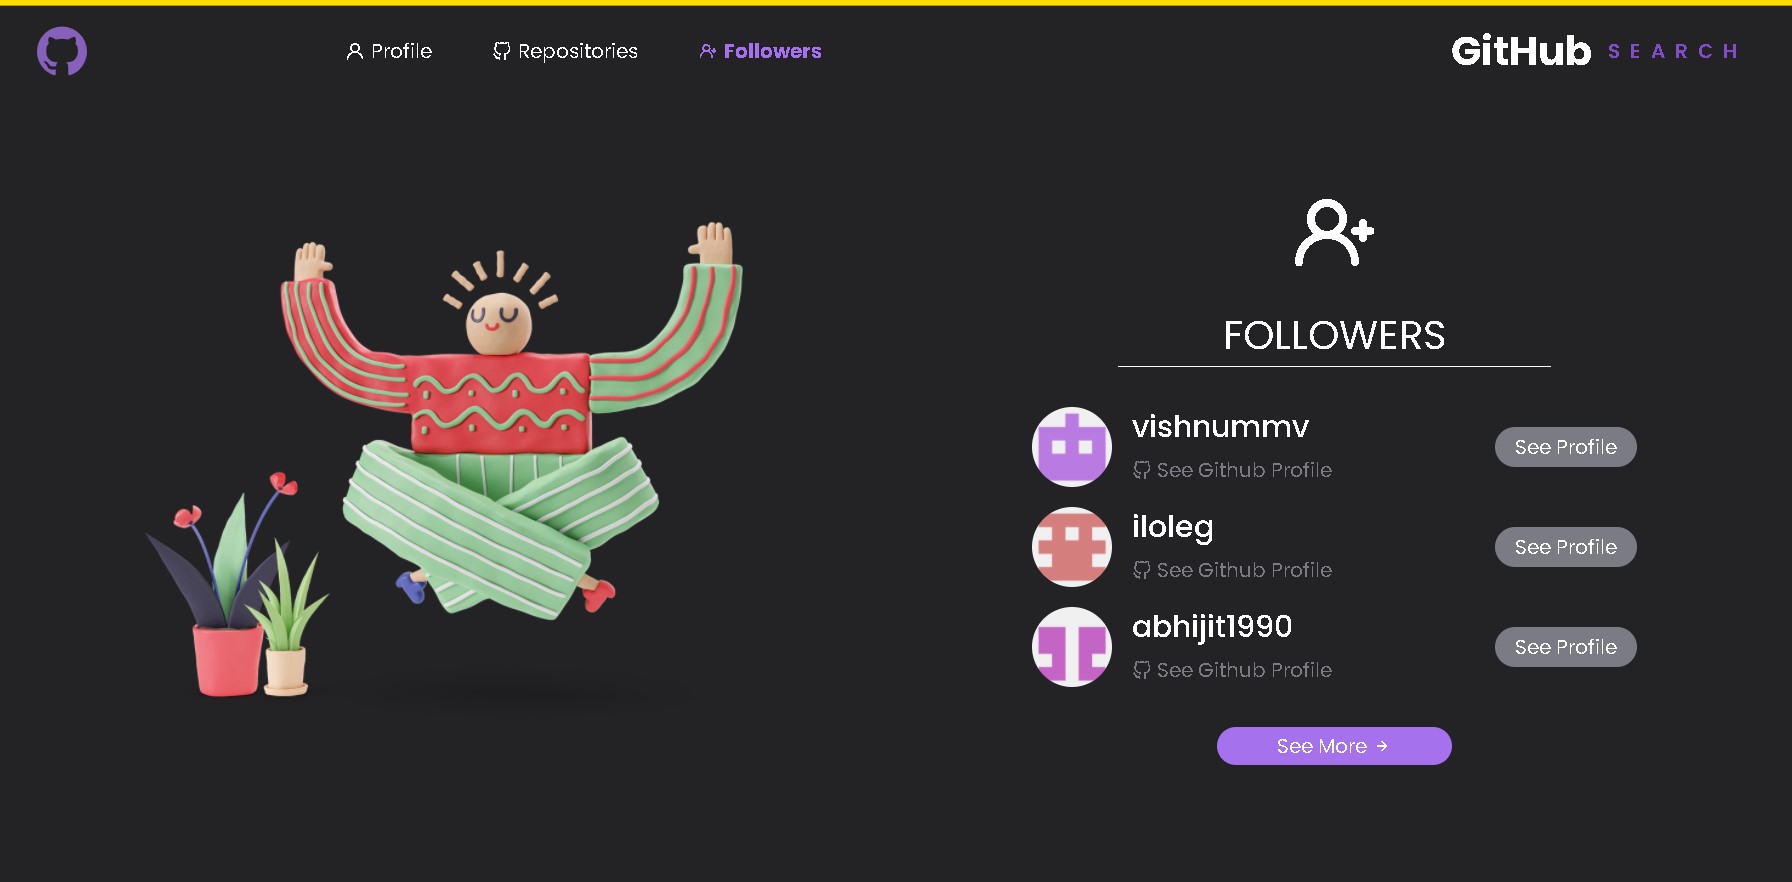 Profile
Repositories
Followers
GitHub SEARCH
FOLLOWERS
vishnummv
See Github Profile
See Profile
iloleg
See Github Profile
See Profile
abhijit1990
See Github Profile
See Profile
See More →